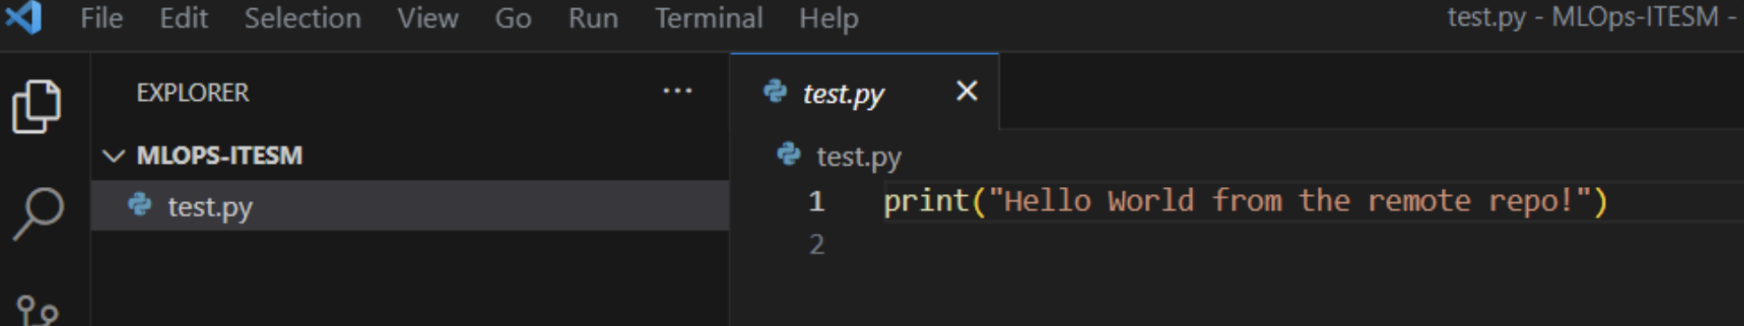 File Edit Selection View Go Run Terminal Help test.py - MLOps-ITESM -
EXPLORER ...
MLOPS-ITESM
test.py
test.py
test.py
1 print("Hello World from the remote repo!")
2